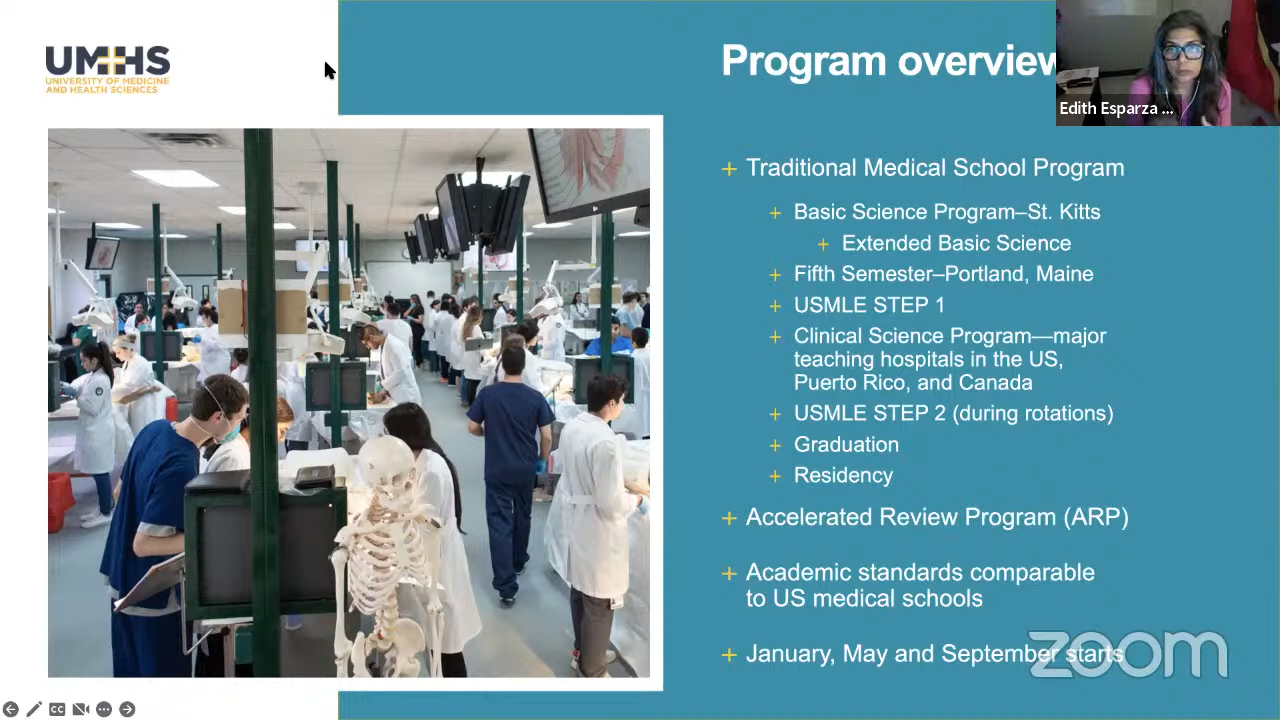 UMHS
UNIVERSITY OF MEDICINE
AND HEALTH SCIENCES
Program overview
Edith Esparza ...
+ Traditional Medical School Program
+ Basic Science Program–St. Kitts
+ Extended Basic Science
+ Fifth Semester–Portland, Maine
+ USMLE STEP 1
+ Clinical Science Program—major
teaching hospitals in the US,
Puerto Rico, and Canada
+ USMLE STEP 2 (during rotations)
+ Graduation
+ Residency
+ Accelerated Review Program (ARP)
+ Academic standards comparable
to US medical schools
+ January, May and September starts
zoom
CC